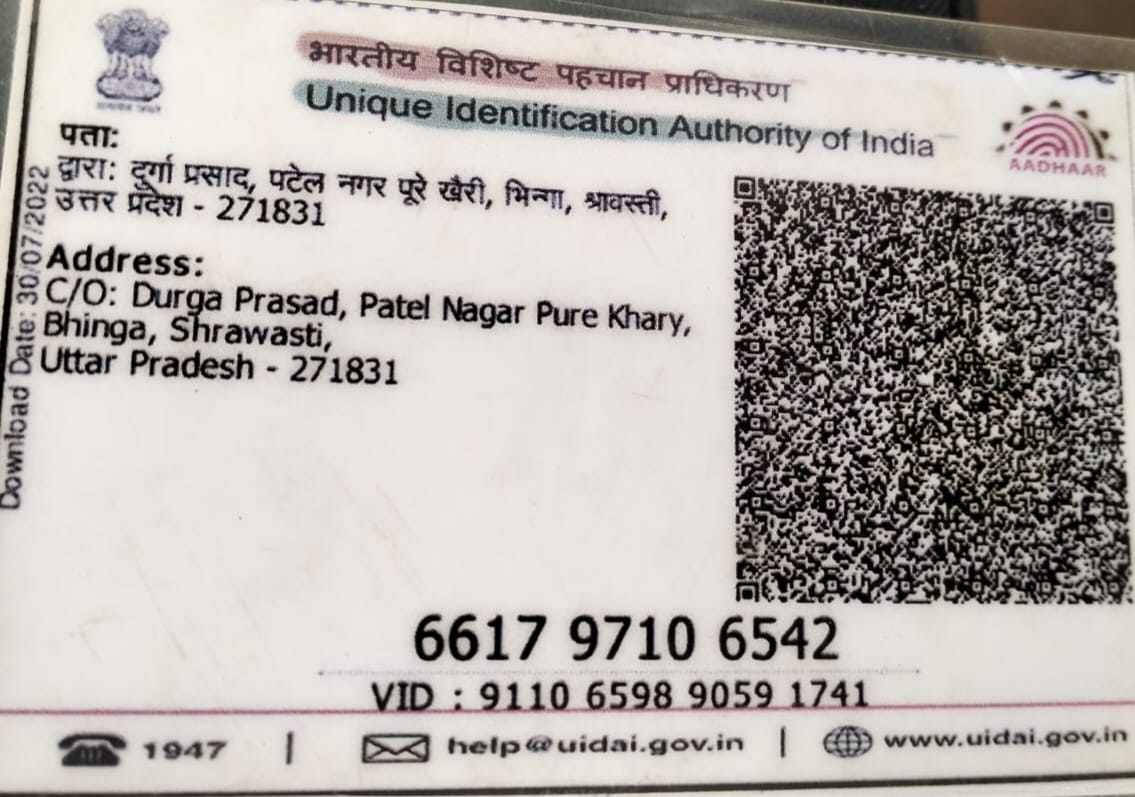 भारतीय विशिष्ट पहचान प्राधिकरण
Unique Identification Authority of India
AADHAAR
पता:
द्वारा: दुर्गा प्रसाद, पटेल नगर पूरे खैरी, भिन्गा, श्रावस्ती,
उत्तर प्रदेश - 271831
Address:
C/O: Durga Prasad, Patel Nagar Pure Khary,
Bhinga, Shrawasti,
Uttar Pradesh - 271831
Download Date: 30/07/2022
6617 9710 6542
VID : 9110 6598 9059 1741
1947 | help@uidai.gov.in | www.uidai.gov.in